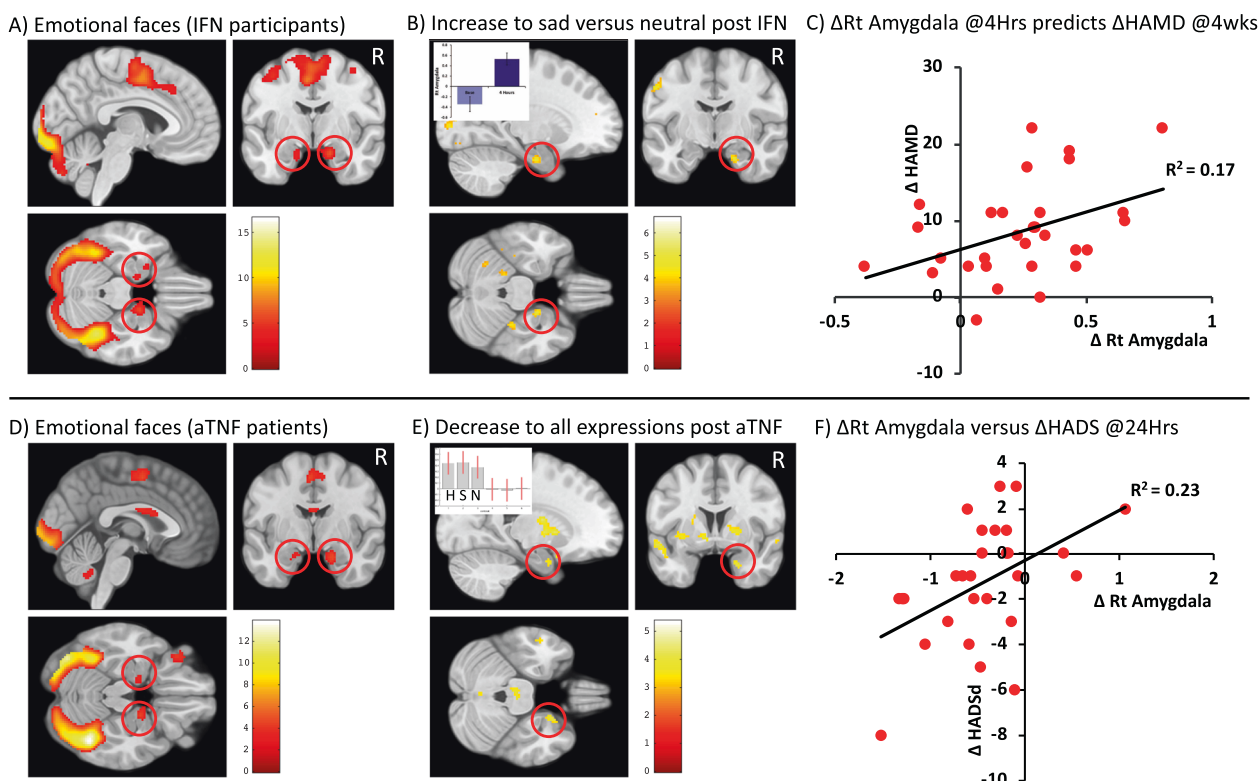 A) Emotional faces (IFN participants)
R
15
10
5
0
B) Increase to sad versus neutral post IFN
Rt Amygdala
4 Hours
6
5
4
3
2
1
0
C) ΔRt Amygdala @4Hrs predicts ΔHAMD @4wks
30
20
10
0
-10
-0.5
0
0.5
1
Δ HAMD
Δ Rt Amygdala
R² = 0.17
D) Emotional faces (aTNF patients)
R
12
10
8
6
4
2
0
E) Decrease to all expressions post aTNF
H S N
R
5
4
3
2
1
0
F) ΔRt Amygdala versus ΔHADS @24Hrs
4
2
0
-2
-4
-6
-8
-10
-2
-1
0
1
2
Δ HADSd
Δ Rt Amygdala
R² = 0.23